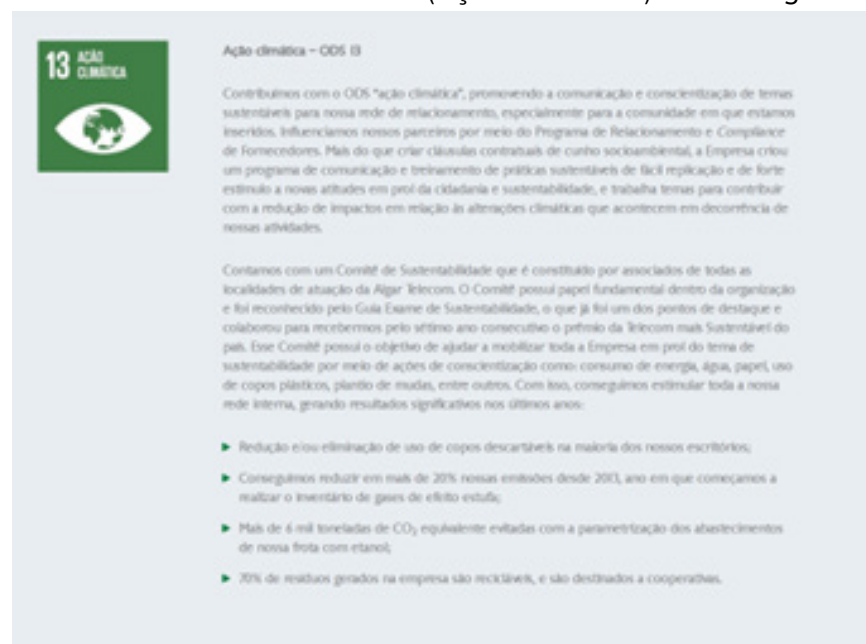 13 AÇÃO
CLIMÁTICA
Ação climática – ODS 13
Contribuímos com o ODS "ação climática", promovendo a comunicação e conscientização de temas
sustentáveis para nossa rede de relacionamento, especialmente para a comunidade em que estamos
inseridos. Influenciamos nossos parceiros por meio do Programa de Relacionamento e Compliance
de Fornecedores. Mais do que criar cláusulas contratuais de cunho socioambiental, a Empresa criou
um programa de comunicação e treinamento de práticas sustentáveis de fácil replicação e de forte
estímulo a novas atitudes em prol da cidadania e sustentabilidade, e trabalha temas para contribuir
com a redução de impactos em relação às alterações climáticas que acontecem em decorrência de
nossas atividades.
Contamos com um Comitê de Sustentabilidade que é constituído por associados de todas as
localidades de atuação da Algar Telecom. O Comitê possui papel fundamental dentro da organização
e foi reconhecido pelo Guia Exame de Sustentabilidade, o que já foi um dos pontos de destaque e
colaborou para recebermos pelo sétimo ano consecutivo o prêmio da Telecom mais Sustentável do
país. Esse Comitê possui o objetivo de ajudar a mobilizar toda a Empresa em prol do tema de
sustentabilidade por meio de ações de conscientização como: consumo de energia, água, papel, uso
de copos plásticos, plantio de mudas, entre outros. Com isso, conseguimos estimular toda a nossa
rede interna, gerando resultados significativos nos últimos anos:
► Redução e/ou eliminação de uso de copos descartáveis na maioria dos nossos escritórios;
► Conseguimos reduzir em mais de 20% nossas emissões desde 2013, ano em que começamos a
realizar o inventário de gases de efeito estufa;
► Mais de 6 mil toneladas de CO₂ equivalente evitadas com a parametrização dos abastecimentos
de nossa frota com etanol;
► 70% de resíduos gerados na empresa são recicláveis, e são destinados a cooperativas.